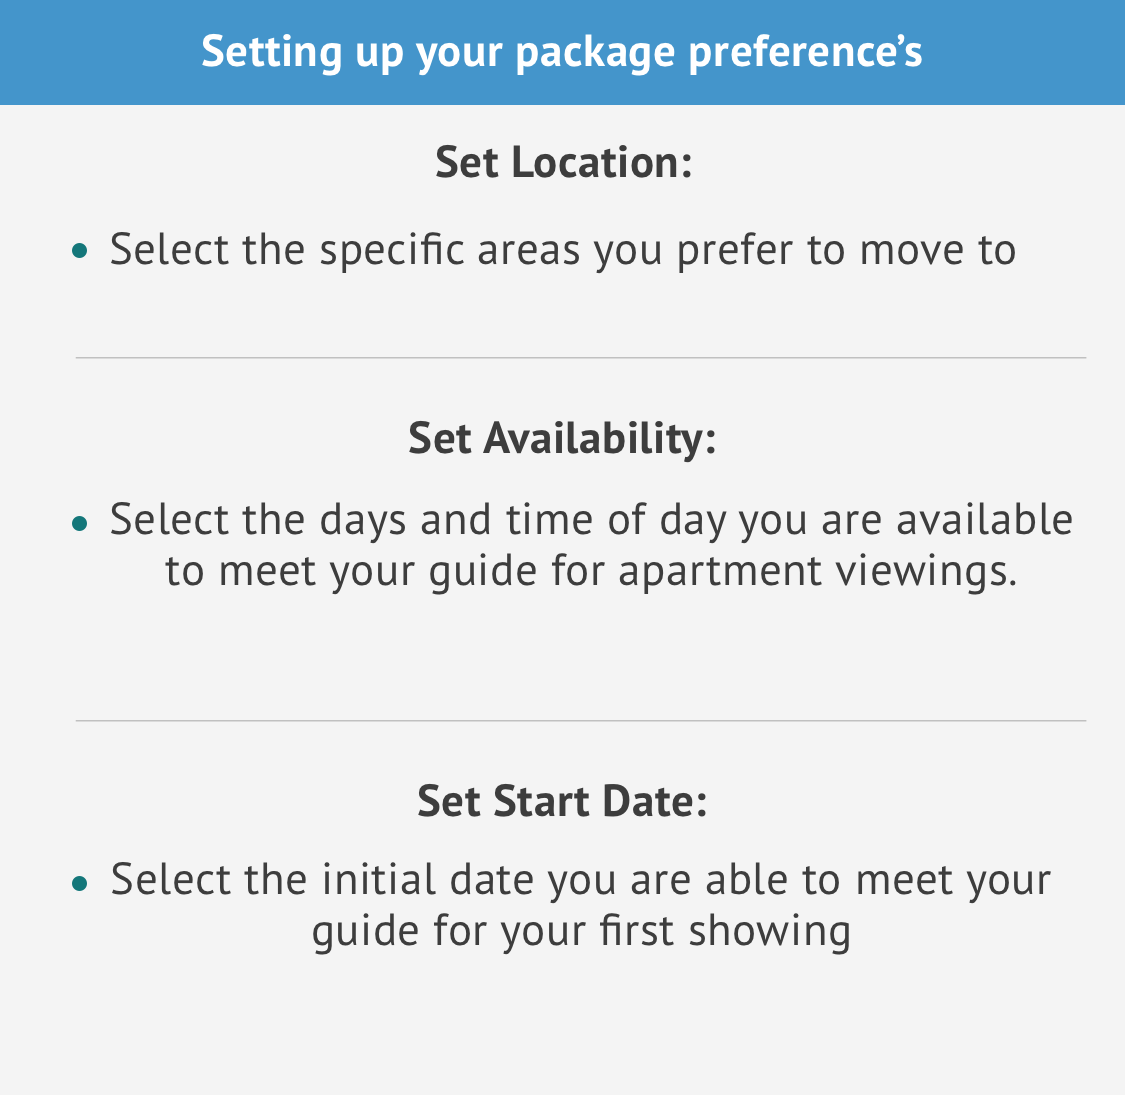 Setting up your package preference’s
Set Location:
• Select the specific areas you prefer to move to
Set Availability:
• Select the days and time of day you are available
to meet your guide for apartment viewings.
Set Start Date:
• Select the initial date you are able to meet your
guide for your first showing